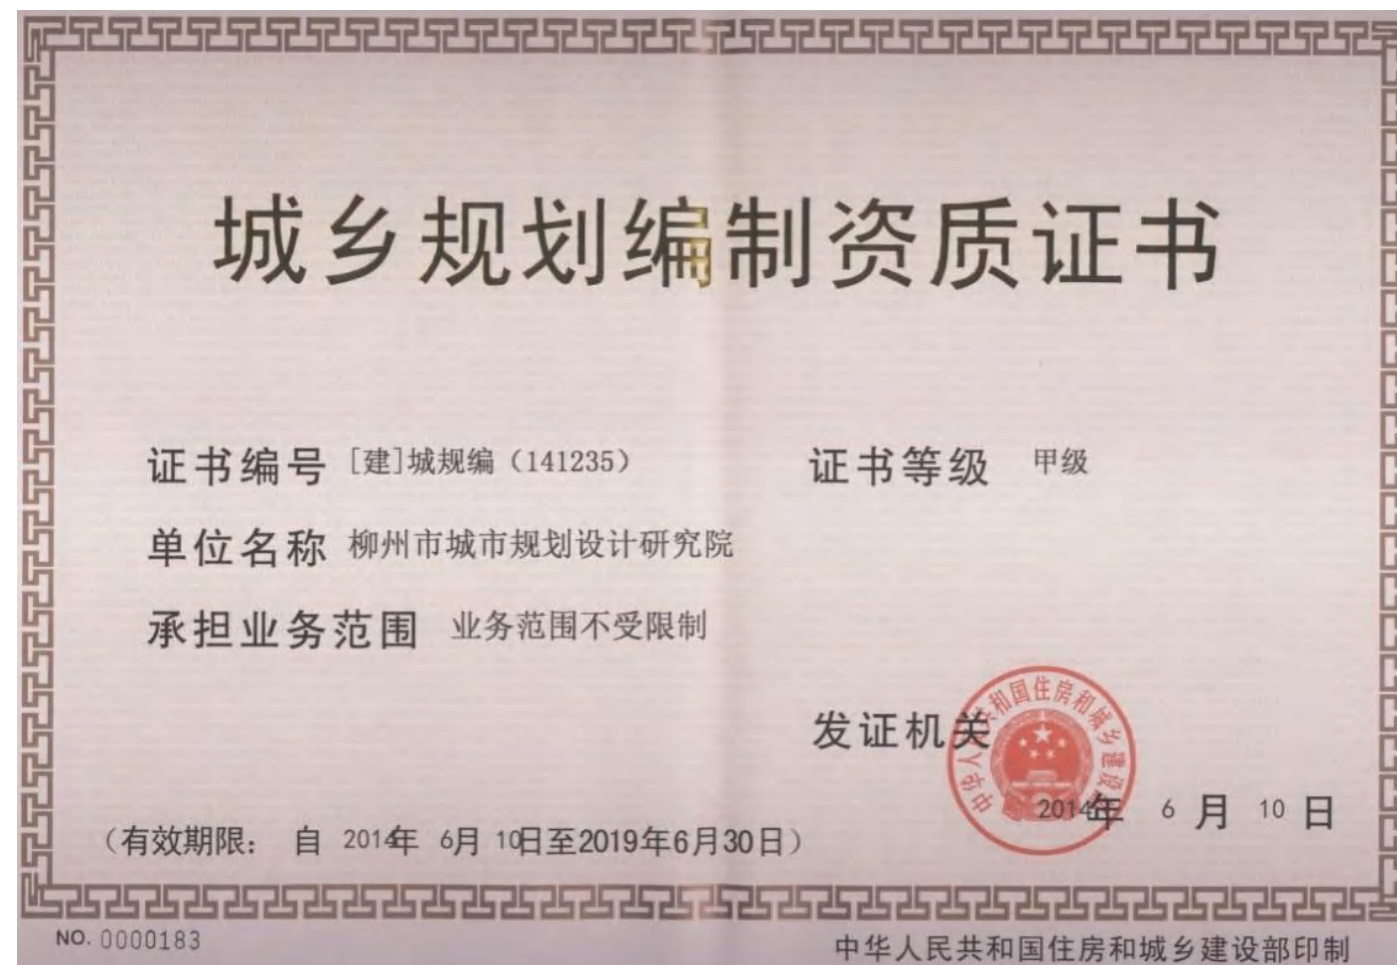 城乡规划编制资质证书
证书编号 [建]城规编（141235） 证书等级 甲级
单位名称 柳州市城市规划设计研究院
承担业务范围 业务范围不受限制
中华人民共和国住房和城乡建设部
发证机关
2014年 6 月 10 日
（有效期限： 自 2014年 6月 10日至2019年6月30日）
NO. 0000183
中华人民共和国住房和城乡建设部印制